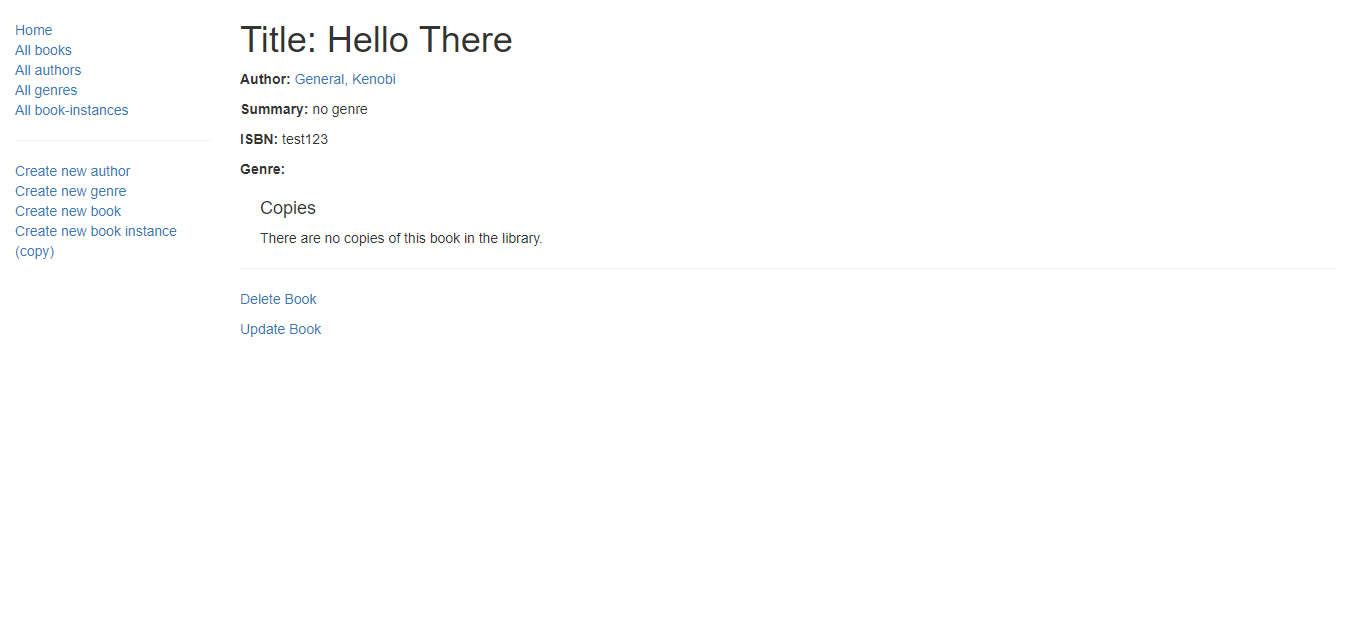 Home
All books
All authors
All genres
All book-instances
Create new author
Create new genre
Create new book
Create new book instance
(copy)
Title: Hello There
Author: General, Kenobi
Summary: no genre
ISBN: test123
Genre:
Copies
There are no copies of this book in the library.
Delete Book
Update Book